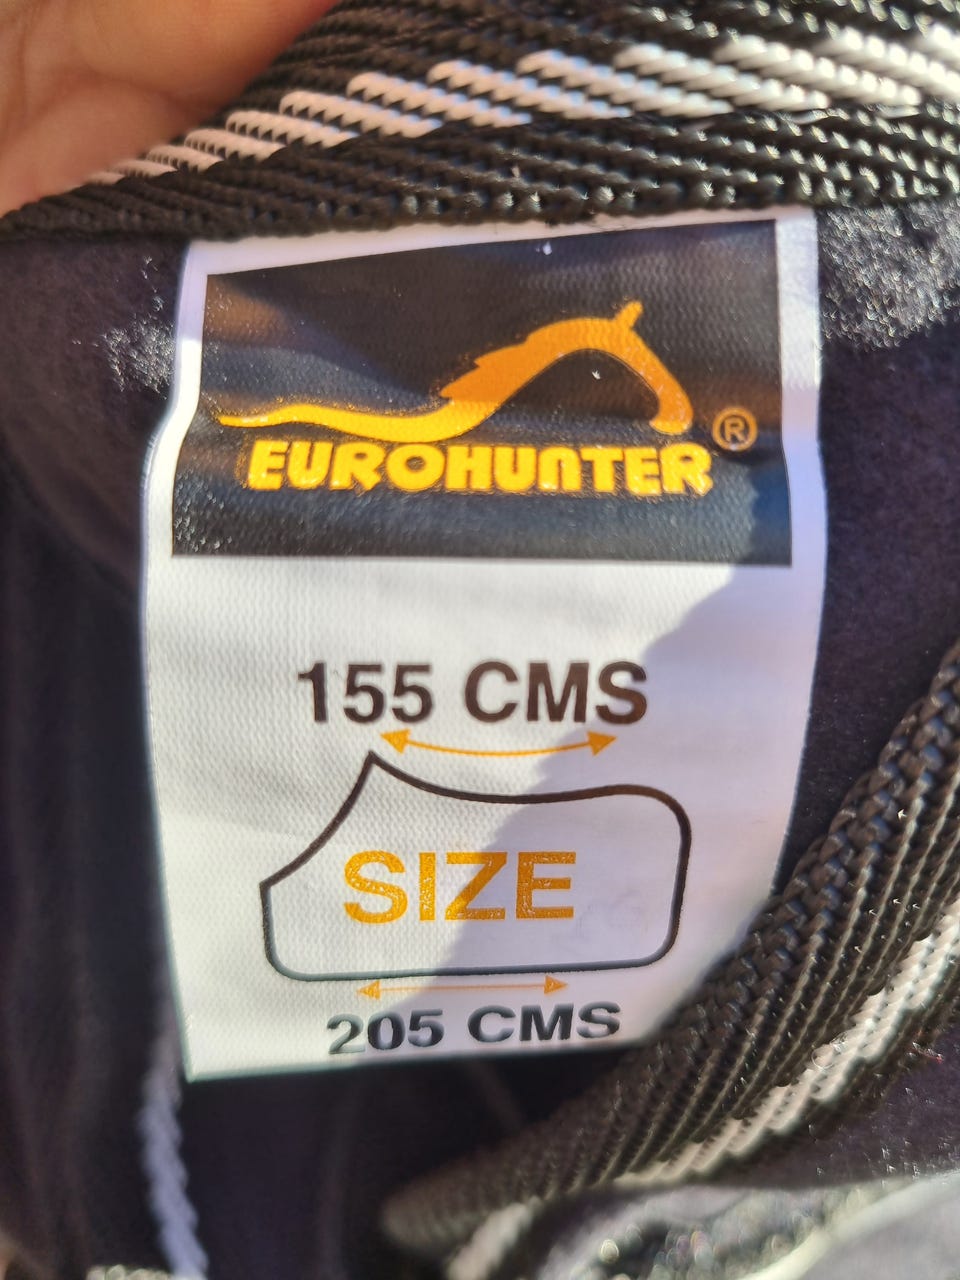 EUROHUNTER ®
155 CMS
SIZE
205 CMS